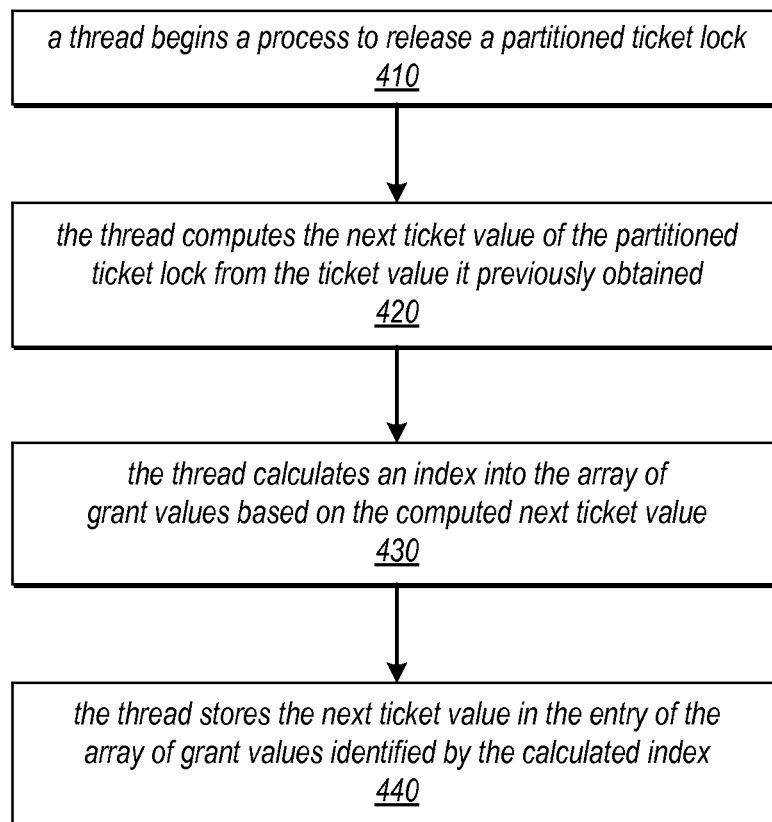 a thread begins a process to release a partitioned ticket lock
410
the thread computes the next ticket value of the partitioned
ticket lock from the ticket value it previously obtained
420
the thread calculates an index into the array of
grant values based on the computed next ticket value
430
the thread stores the next ticket value in the entry of the
array of grant values identified by the calculated index
440